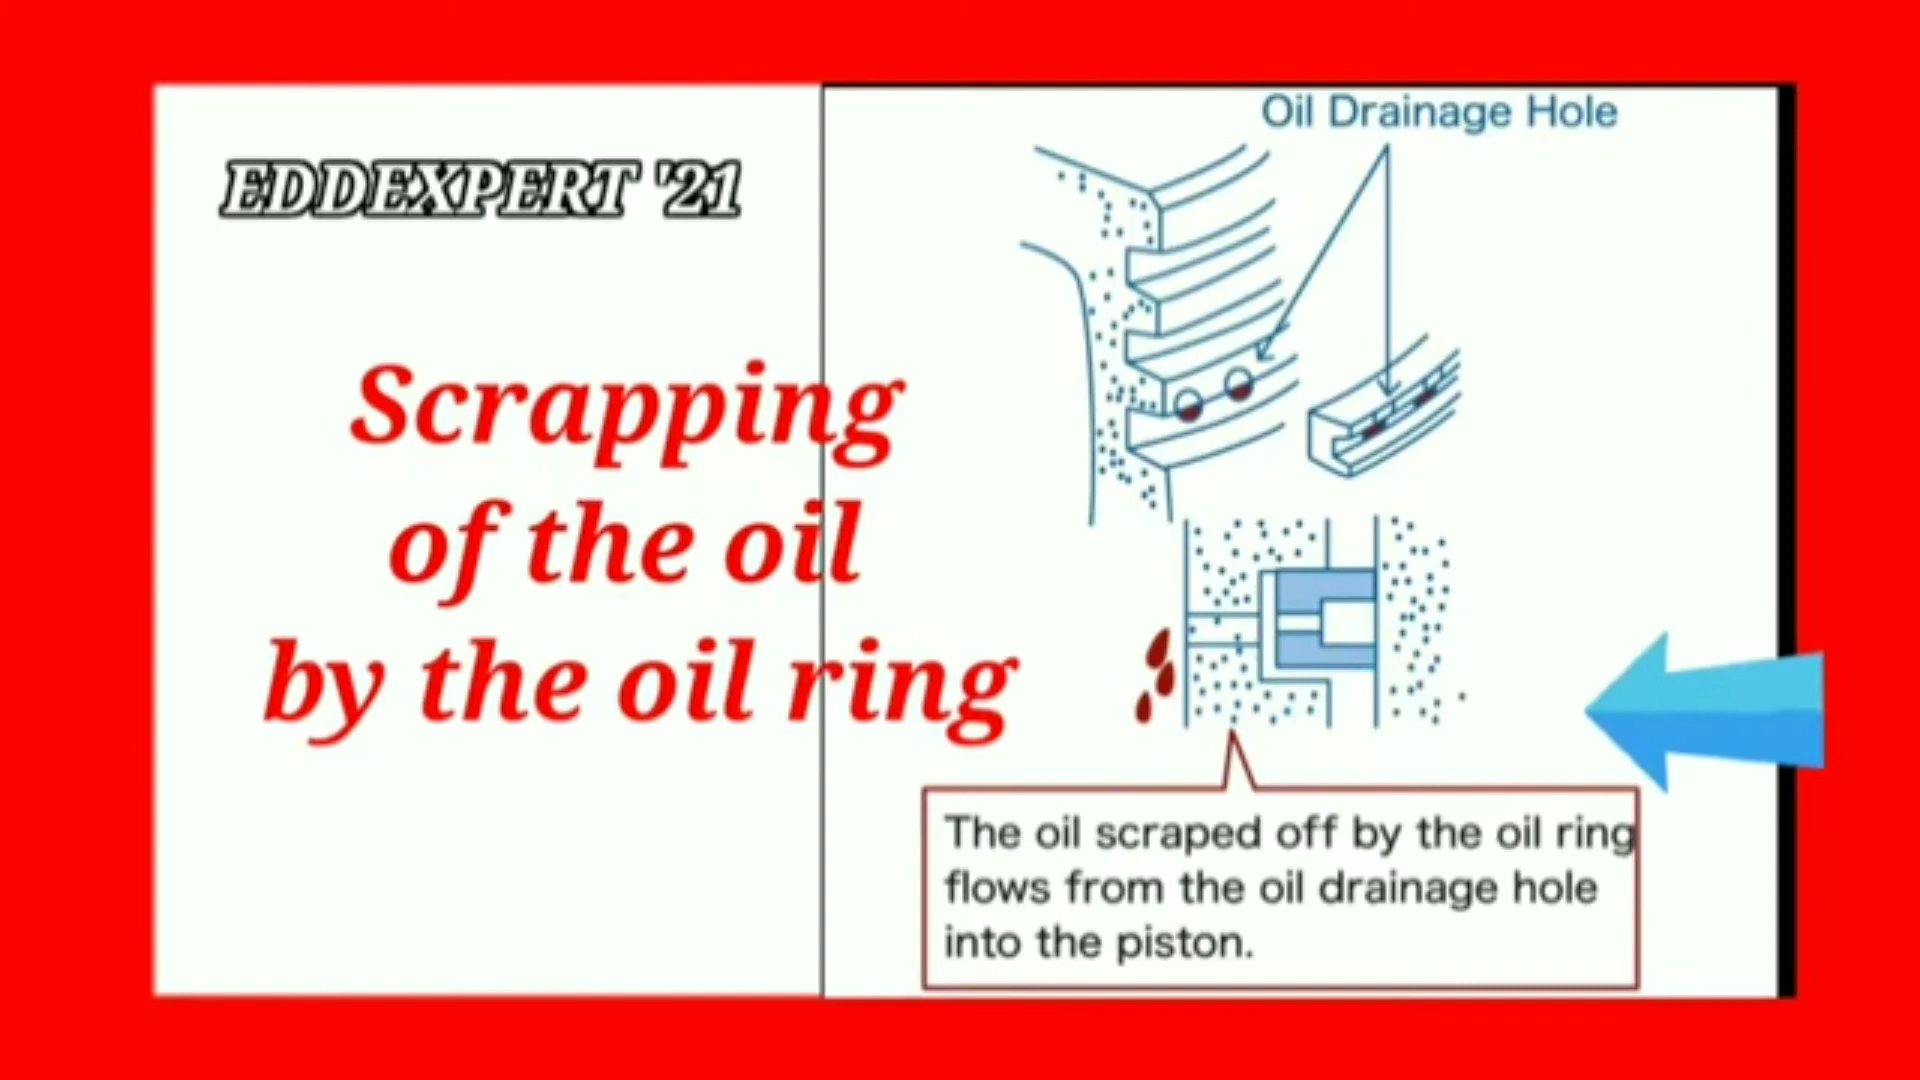 EDDEXPERT '21
Scrapping
of the oil
by the oil ring
Oil Drainage Hole
The oil scraped off by the oil ring
flows from the oil drainage hole
into the piston.